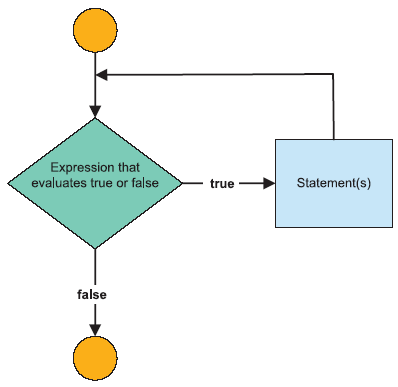 Expression that
evaluates true or false
true
Statement(s)
false